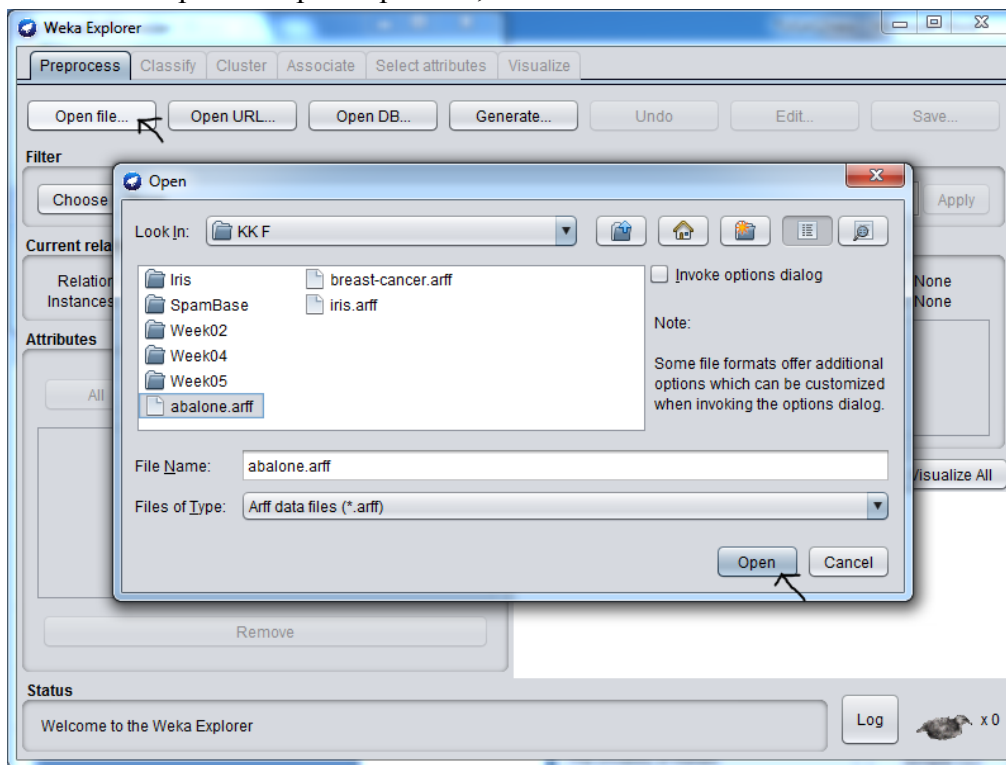 Weka Explorer
Preprocess Classify Cluster Associate Select attributes Visualize
Open file... Open URL... Open DB... Generate... Undo Edit... Save...
Filter
Choose Apply
Open
Look In: KK F
Iris
SpamBase
Week02
Week04
Week05
abalone.arff
breast-cancer.arff
iris.arff
Invoke options dialog
Note:
Some file formats offer additional
options which can be customized
when invoking the options dialog.
File Name: abalone.arff
Files of Type: Arff data files (*.arff)
Open Cancel
Current rela
Relation
Instances
None
None
Attributes
All
Visualize All
Remove
Status
Welcome to the Weka Explorer
Log
x 0